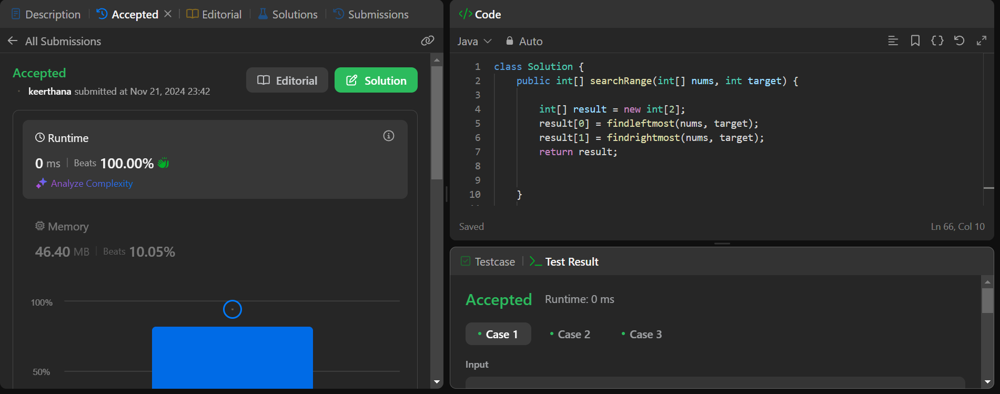 Description
Accepted
Editorial
Solutions
Submissions
All Submissions
Accepted
keerthana submitted at Nov 21, 2024 23:42
Editorial
Solution
Runtime
0 ms | Beats 100.00%
Analyze Complexity
Memory
46.40 MB | Beats 10.05%
100%
50%
</> Code
Java
Auto
1 class Solution {
2 public int[] searchRange(int[] nums, int target) {
3
4 int[] result = new int[2];
5 result[0] = findleftmost(nums, target);
6 result[1] = findrightmost(nums, target);
7 return result;
8
9
10 }
Saved
Ln 66, Col 10
Testcase
>_ Test Result
Accepted Runtime: 0 ms
• Case 1 • Case 2 • Case 3
Input